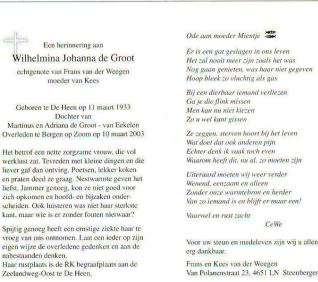 Een herinnering aan
Wilhelmina Johanna de Groot
echtgenote van Frans van der Weegen
moeder van Kees
Geboren te De Heen op 11 maart 1933
Dochter van
Martinus en Adriana de Groot - van Eekelen
Overleden te Bergen op Zoom op 10 maart 2003
Het betrof een nette zorgzame vrouw, die vol
werklust zat. Tevreden met kleine dingen en die
liever gaf dan ontving. Poetsen, lekker koken
en praten deed ze graag. Nestwarmte geven het
liefst. Jammer genoeg, kon ze niet goed voor
zich opkomen en hoofd- en bijzaken onder-
scheiden. Ook luisteren was niet haar sterkste
kant, maar wie is er zonder fouten nietwaar?
Spijtig genoeg heeft een ernstige ziekte haar te
vroeg van ons ontnomen. Laat een ieder op zijn
eigen wijze de overledene gedenken en aan de
nabestaanden denken.
Haar rustplaats is de RK begraafplaats aan de
Zeelandweg-Oost te De Heen.
Ode aan moeder Mientje
Er is een gat geslagen in ons leven
Het zal nooit meer zijn zoals het was
Nog gaan genieten, was haar niet gegeven
Hoop bleek zo vluchtig als gas
Bij een dierbaar iemand verliezen
Ga je die flink missen
Men kan nu niet kiezen
Zo u wel kunt gissen
Ze zeggen, sterven hoort bij het leven
Wat doet dat ook anderen pijn
Echter denk ik vaak toch even
Waarom heeft dit, nu al, zo moeten zijn
Uiteraard moeten wij weer verder
Wenend, eenzaam en alleen
Zonder onze warmtebron en herder
Van zo iemand is en blijft er maar een!
Vaarwel en rust zacht
CeWe
Voor uw steun en medeleven zijn wij u allen
erg dankbaar.
Frans en Kees van der Weegen
Van Polanenstraat 23, 4651 LN Steenbergen